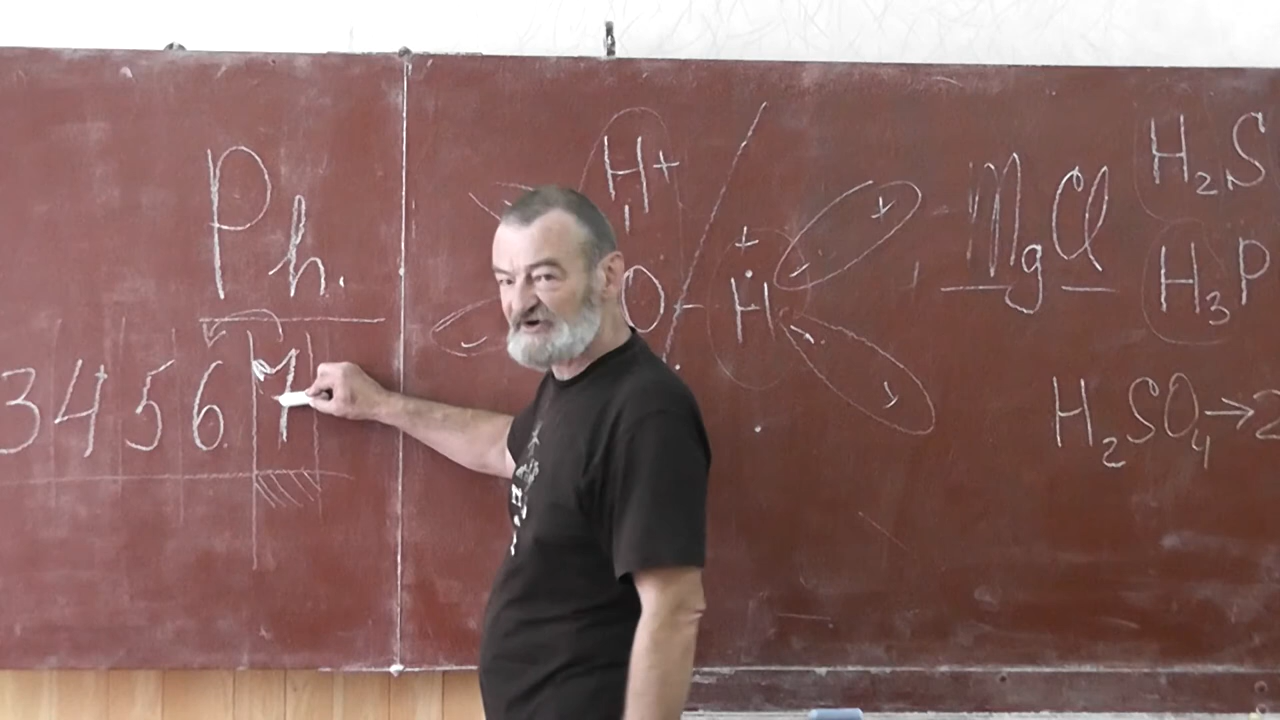 Ph.
3 4 5 6 7
H+
O - H
+
+
MgCl
H₂S
H₃P
H₂SO₄→2